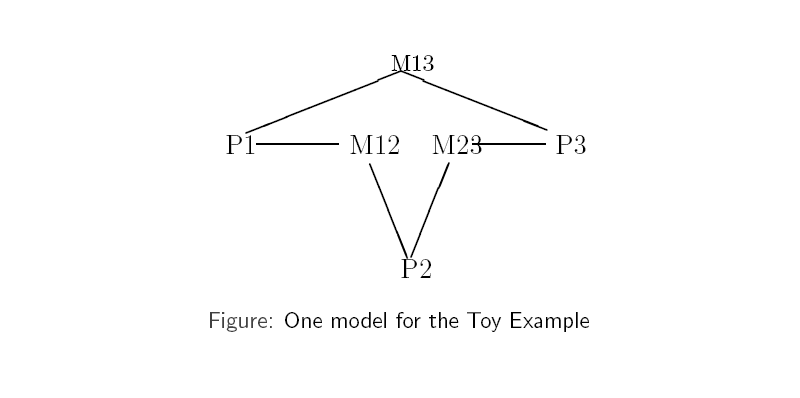 M13
P1 M12 M23 P3
P2
Figure: One model for the Toy Example